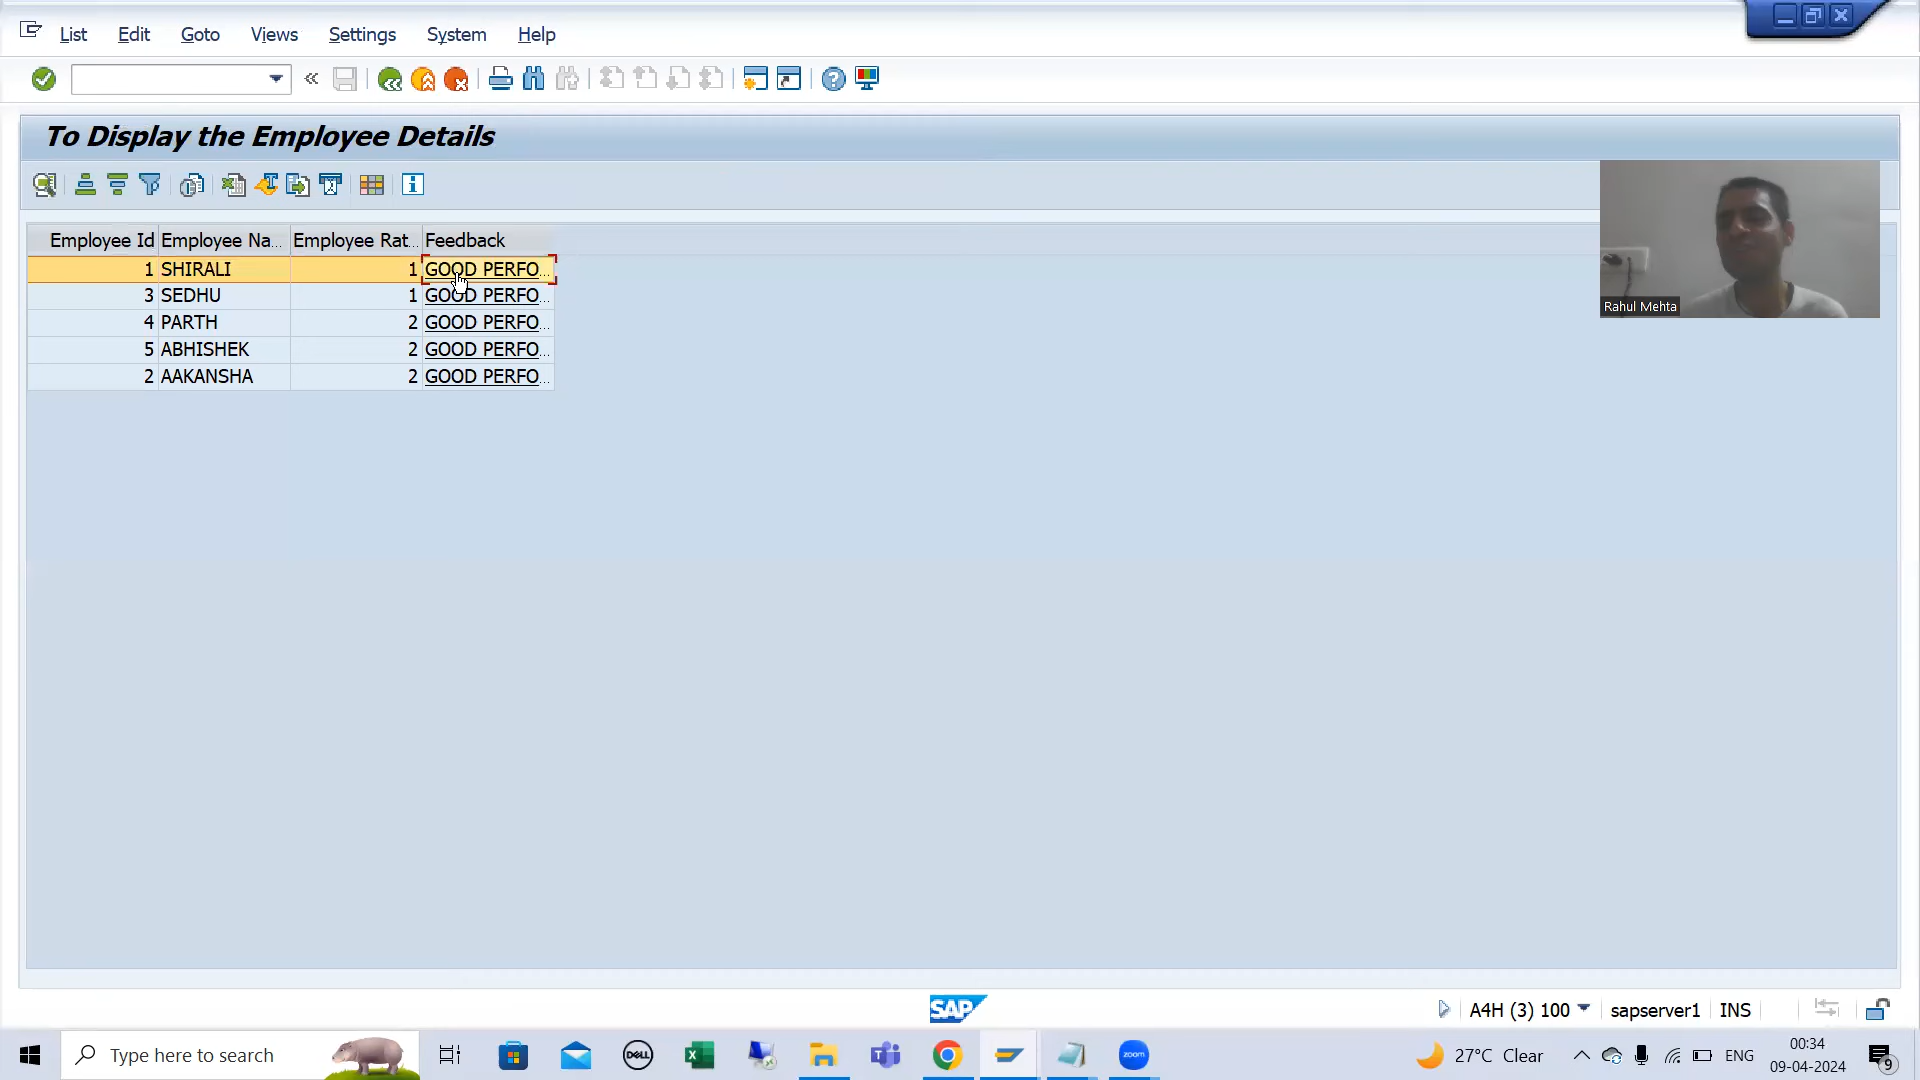 List Edit Goto Views Settings System Help
To Display the Employee Details
Employee Id Employee Na... Employee Rat... Feedback
1 SHIRALI 1 GOOD PERFO...
3 SEDHU 1 GOOD PERFO...
4 PARTH 2 GOOD PERFO...
5 ABHISHEK 2 GOOD PERFO...
2 AAKANSHA 2 GOOD PERFO...
Rahul Mehta
SAP
A4H (3) 100 sapserver1 INS
Type here to search
DELL
zoom
27°C Clear
ENG
00:34
09-04-2024
9